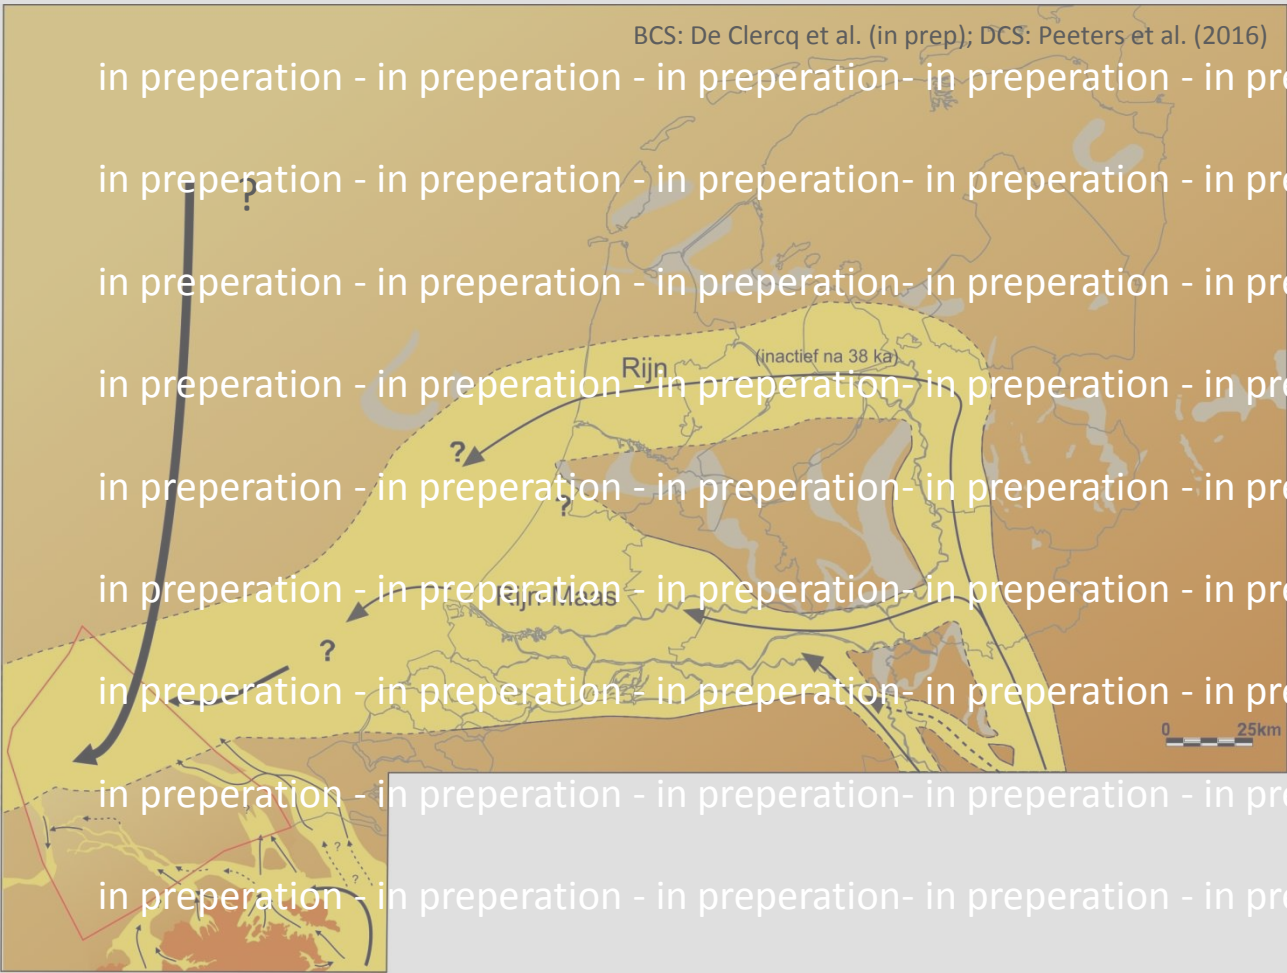 BCS: De Clercq et al. (in prep); DCS: Peeters et al. (2016)
in preperation - in preperation - in preperation- in preperation - in pre
?
in preperation - in preperation - in preperation- in preperation - in pre
in preperation - in preperation - in preperation- in preperation - in pre
Rijn
(inactief na 38 ka)
in preperation - in preperation - in preperation- in preperation - in pre
?
in preperation - in preperation - in preperation- in preperation - in pre
?
in preperation - in preperation - in preperation- in preperation - in pre
Rijn-Maas
?
in preperation - in preperation - in preperation- in preperation - in pre
0 25km
in preperation - in preperation - in preperation- in preperation - in pre
?
?
in preperation - in preperation - in preperation- in preperation - in pre